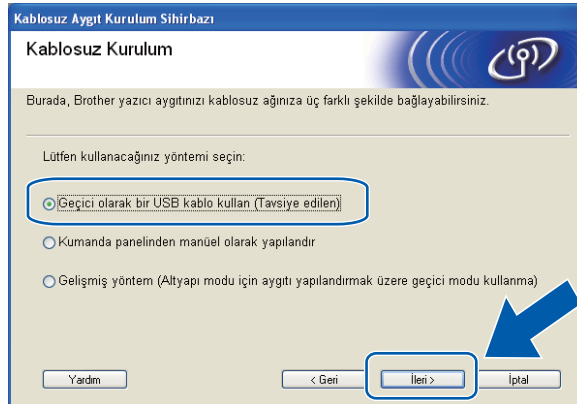 Kablosuz Aygıt Kurulum Sihirbazı
Kablosuz Kurulum
Burada, Brother yazıcı aygıtınızı kablosuz ağınıza üç farklı şekilde bağlayabilirsiniz.
Lütfen kullanacağınız yöntemi seçin:
Geçici olarak bir USB kablo kullan (Tavsiye edilen)
Kumanda panelinden manüel olarak yapılandır
Gelişmiş yöntem (Altyapı modu için aygıtı yapılandırmak üzere geçici modu kullanma)
Yardım
< Geri
İleri >
İptal